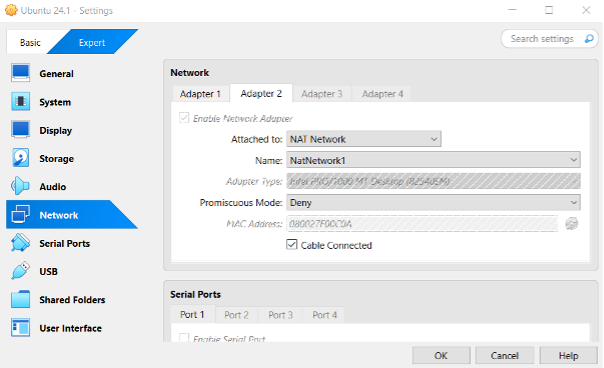 Ubuntu 24.1 - Settings
Basic
Expert
Search settings
General
System
Display
Storage
Audio
Network
Serial Ports
USB
Shared Folders
User Interface
Network
Adapter 1
Adapter 2
Adapter 3
Adapter 4
Enable Network Adapter
Attached to: NAT Network
Name: NatNetwork1
Adapter Type: Intel PRO/1000 MT Desktop (82540EM)
Promiscuous Mode: Deny
MAC Address: 080027F00C0A
Cable Connected
Serial Ports
Port 1
Port 2
Port 3
Port 4
Enable Serial Port
OK
Cancel
Help